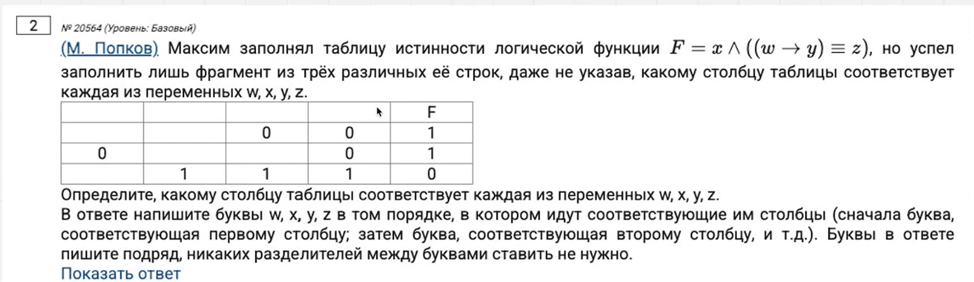 2 № 20564 (Уровень: Базовый)
(М. Попков) Максим заполнял таблицу истинности логической функции F = x ∧ ((w → y) ≡ z), но успел
заполнить лишь фрагмент из трёх различных её строк, даже не указав, какому столбцу таблицы соответствует
каждая из переменных w, x, y, z.
F
0 0 1
0 0 1
1 1 1 0
Определите, какому столбцу таблицы соответствует каждая из переменных w, x, y, z.
В ответе напишите буквы w, x, y, z в том порядке, в котором идут соответствующие им столбцы (сначала буква,
соответствующая первому столбцу; затем буква, соответствующая второму столбцу, и т.д.). Буквы в ответе
пишите подряд, никаких разделителей между буквами ставить не нужно.
Показать ответ